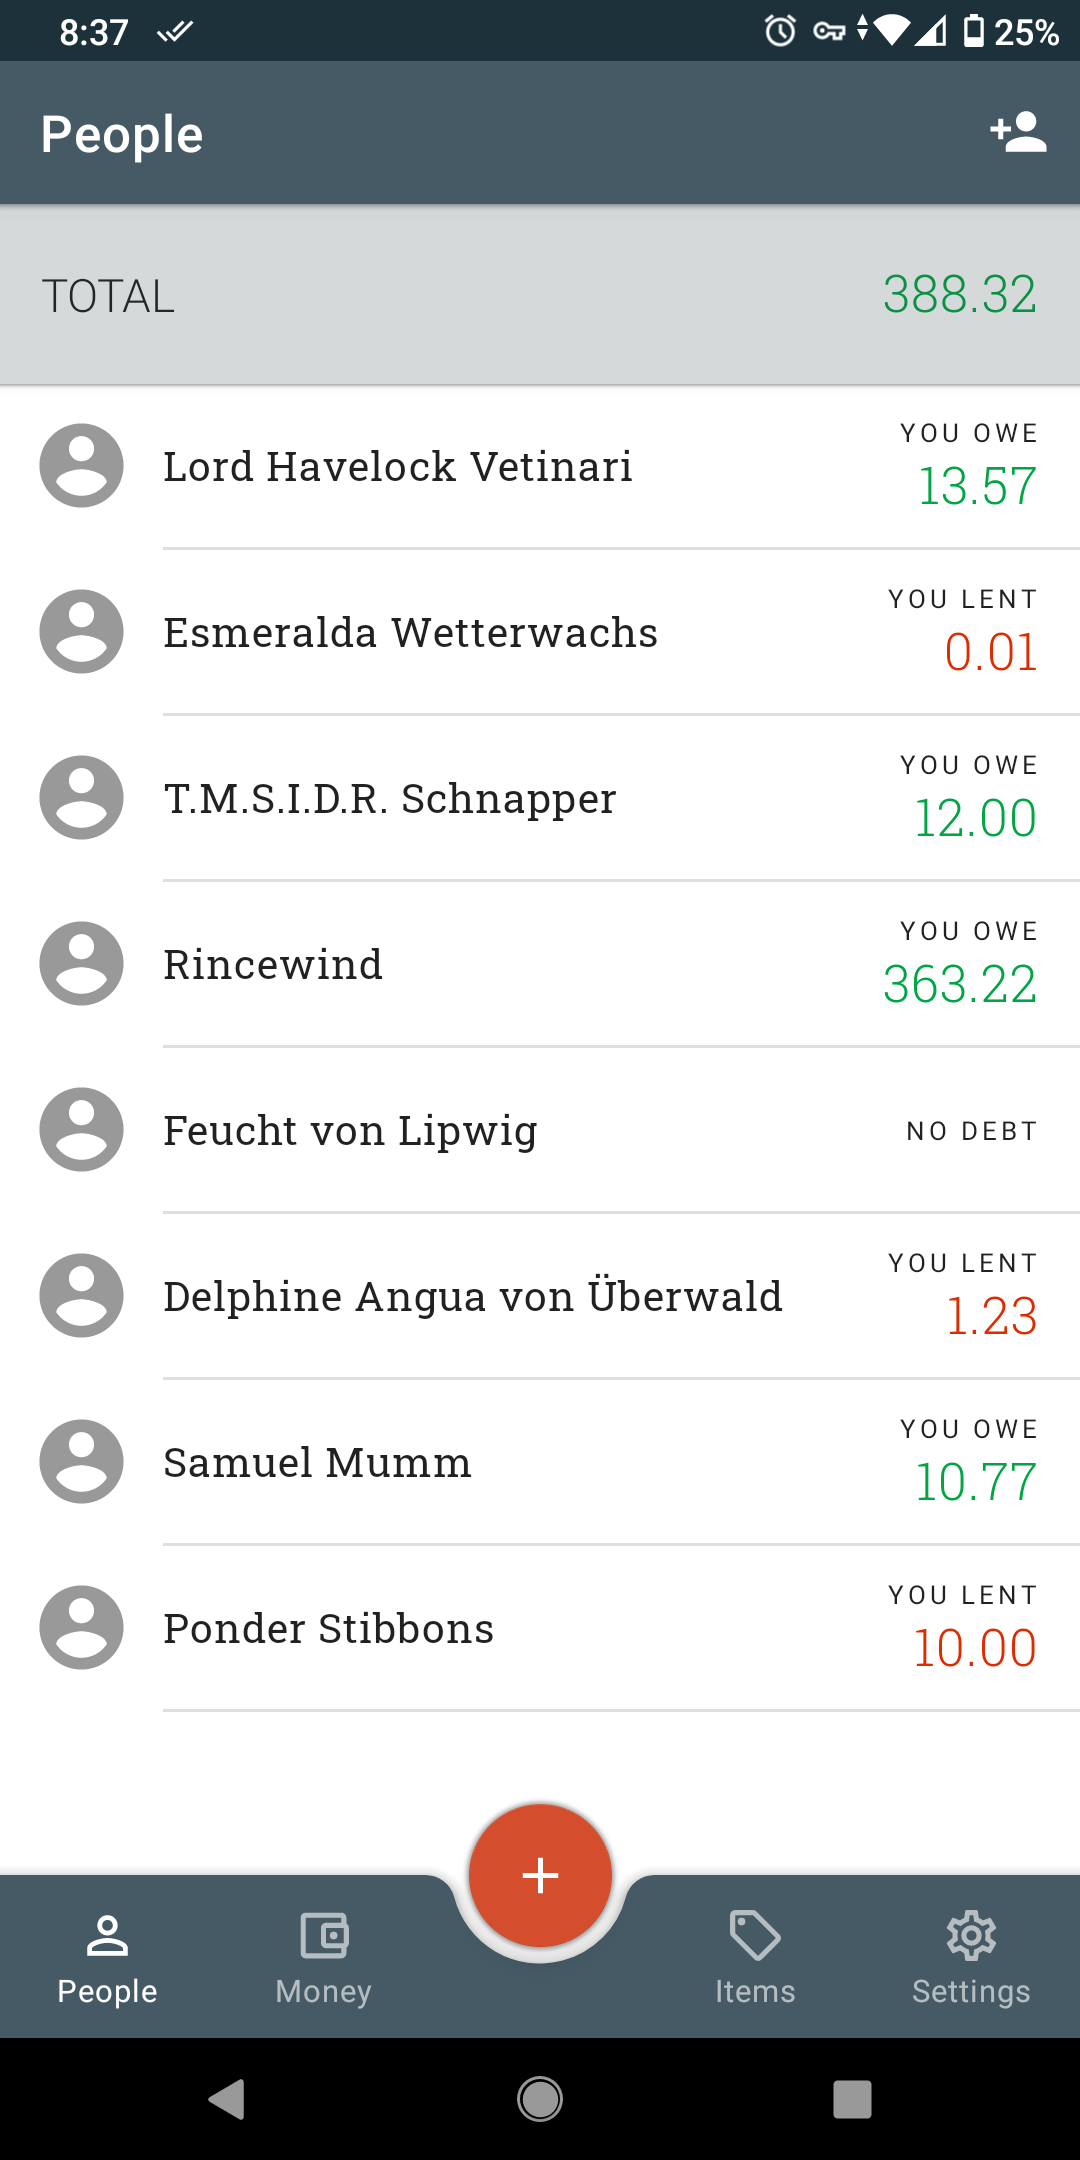 8:37
25%
People
TOTAL
388.32
Lord Havelock Vetinari
YOU OWE
13.57
Esmeralda Wetterwachs
YOU LENT
0.01
T.M.S.I.D.R. Schnapper
YOU OWE
12.00
Rincewind
YOU OWE
363.22
Feucht von Lipwig
NO DEBT
Delphine Angua von Überwald
YOU LENT
1.23
Samuel Mumm
YOU OWE
10.77
Ponder Stibbons
YOU LENT
10.00
People
Money
Items
Settings